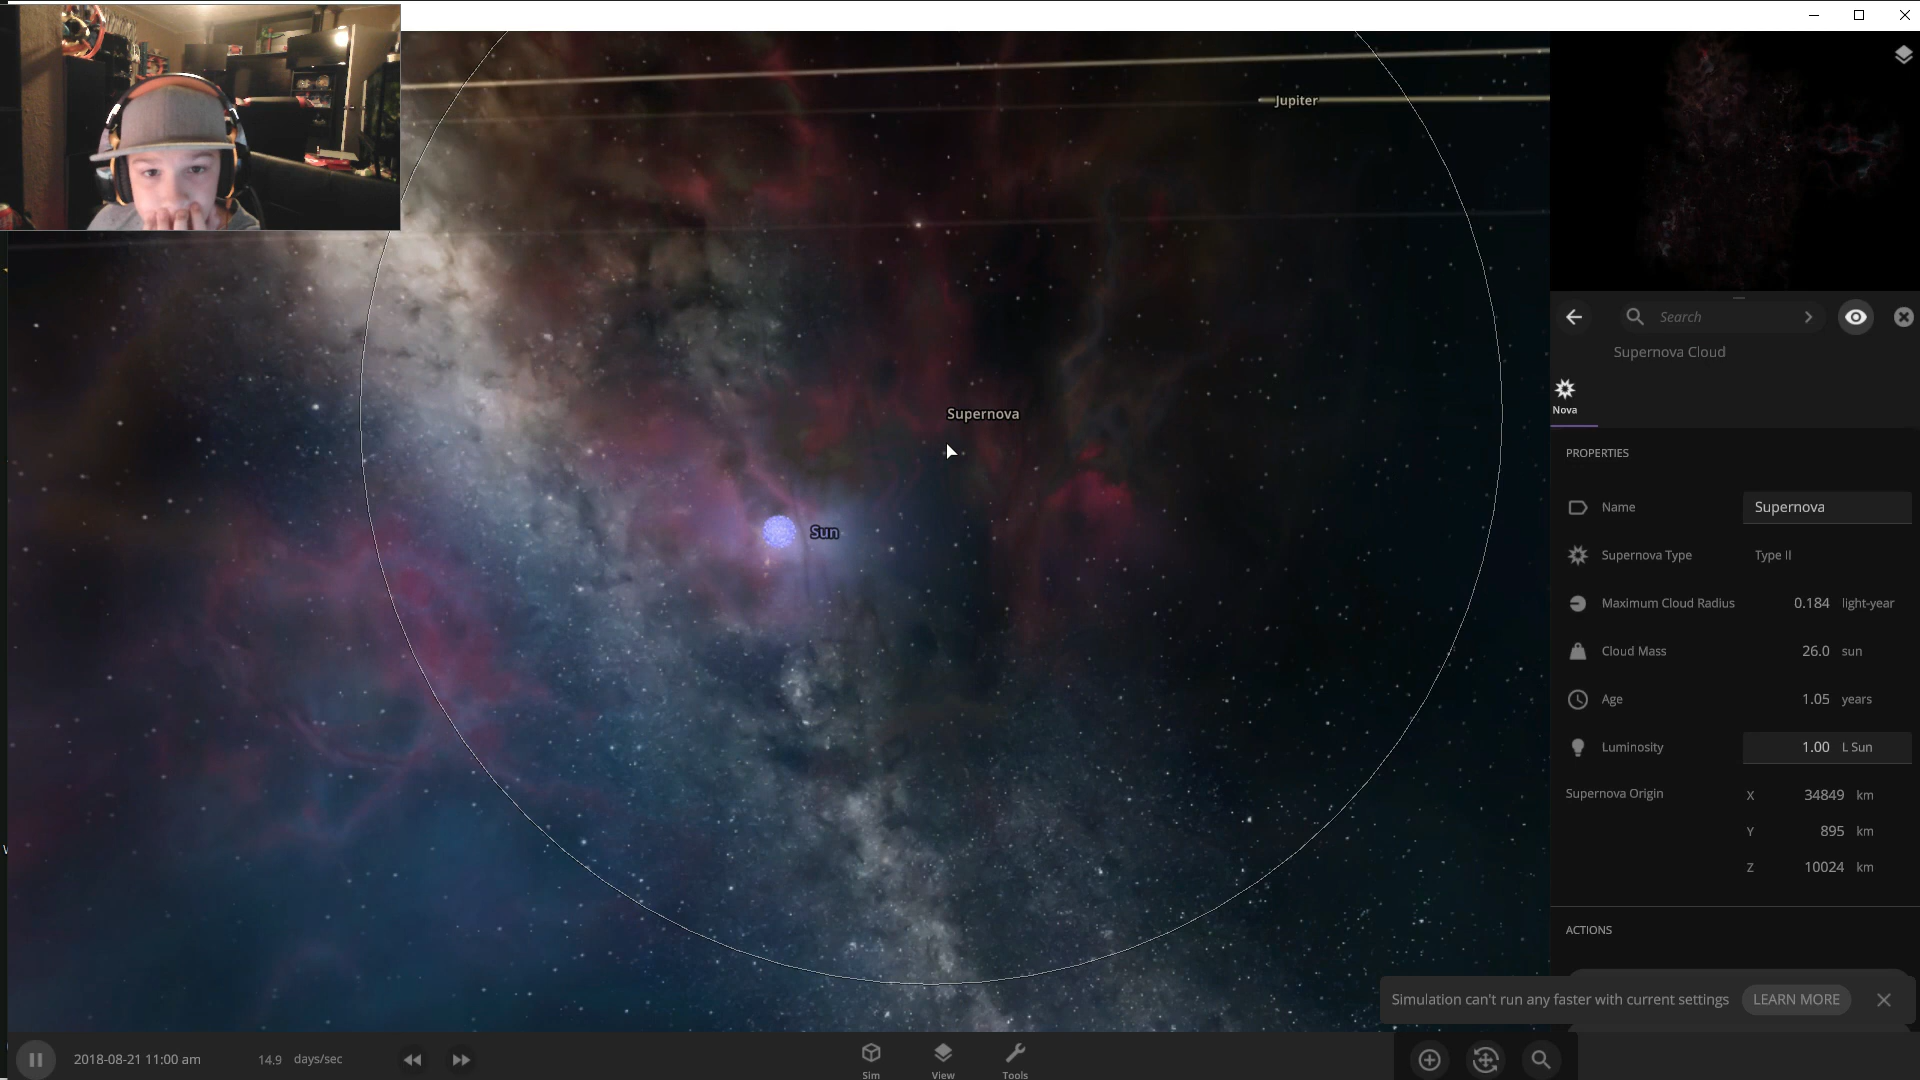 Jupiter
Search
Supernova Cloud
Nova
Supernova
Sun
PROPERTIES
Name Supernova
Supernova Type Type II
Maximum Cloud Radius 0.184 light-year
Cloud Mass 26.0 sun
Age 1.05 years
Luminosity 1.00 L Sun
Supernova Origin X 34849 km
Y 895 km
Z 10024 km
ACTIONS
Simulation can't run any faster with current settings LEARN MORE
2018-08-21 11:00 am 14.9 days/sec
Sim View Tools